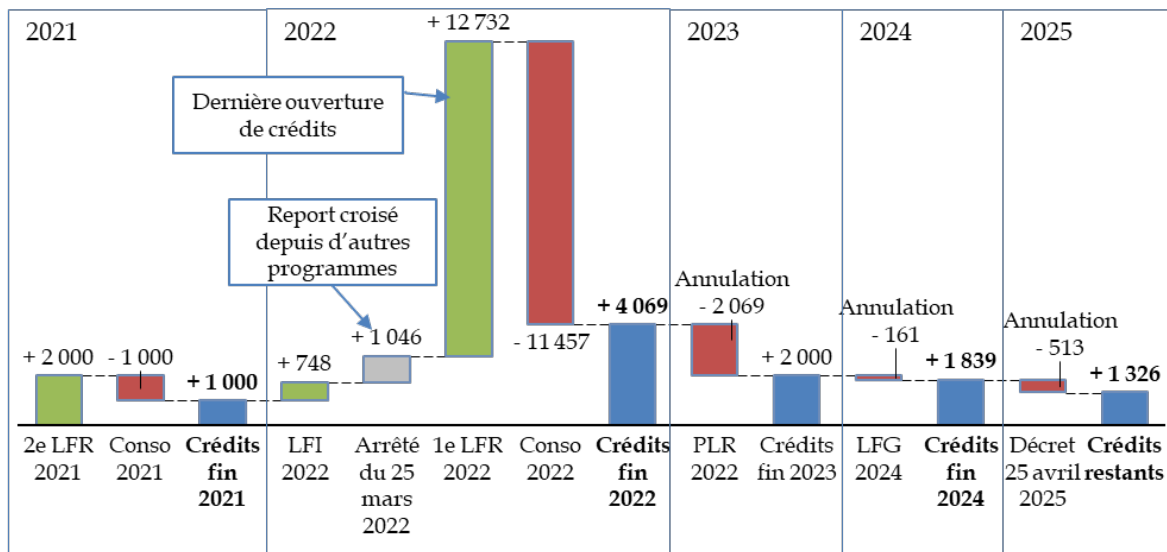 2021
2022
2023
2024
2025
+ 12 732
Dernière ouverture
de crédits
Report croisé
depuis d’autres
programmes
+ 2 000
- 1 000
+ 1 000
+ 748
+ 1 046
- 11 457
+ 4 069
Annulation
- 2 069
+ 2 000
Annulation
- 161
+ 1 839
Annulation
- 513
+ 1 326
2e LFR
2021
Conso
2021
Crédits
fin
2021
LFI
2022
Arrêté
du 25
mars
2022
1e LFR
2022
Conso
2022
Crédits
fin
2022
PLR
2022
Crédits
fin 2023
LFG
2024
Crédits
fin
2024
Décret
25 avril
2025
Crédits
restants